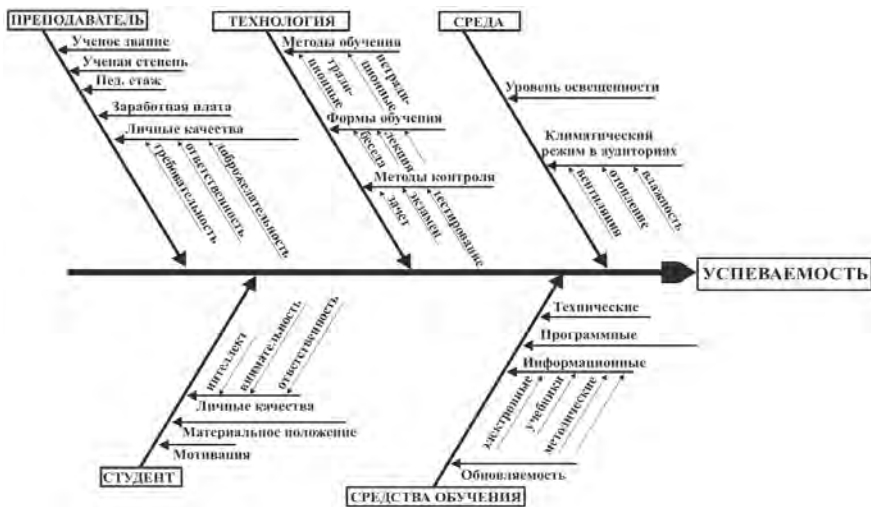 ПРЕПОДАВАТЕЛЬ
Ученое звание
Ученая степень
Пед. стаж
Заработная плата
Личные качества
требовательность
ответственность
доброжелательность
ТЕХНОЛОГИЯ
Методы обучения
тради-
ционные
нетради-
ционные
Формы обучения
беседа
лекция
Методы контроля
зачет
экзамен
тестирование
СРЕДА
Уровень освещенности
Климатический
режим в аудиториях
вентиляция
отопление
влажность
УСПЕВАЕМОСТЬ
интеллект
внимательность
ответственность
Личные качества
Материальное положение
Мотивация
СТУДЕНТ
Технические
Программные
Информационные
электронные
учебники
методические
Обновляемость
СРЕДСТВА ОБУЧЕНИЯ